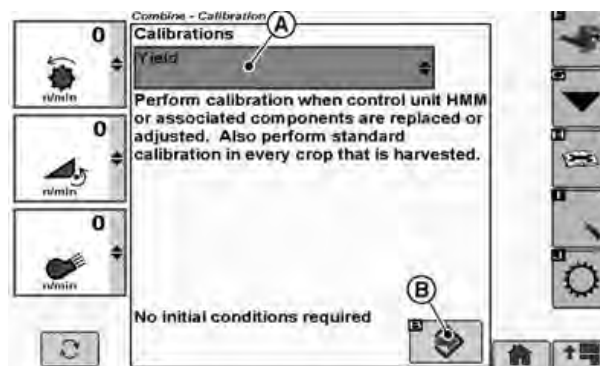 Combine - Calibration
A
Calibrations
Yield
Perform calibration when control unit HMM
or associated components are replaced or
adjusted. Also perform standard
calibration in every crop that is harvested.
No initial conditions required
B
0
n/min
0
n/min
0
n/min